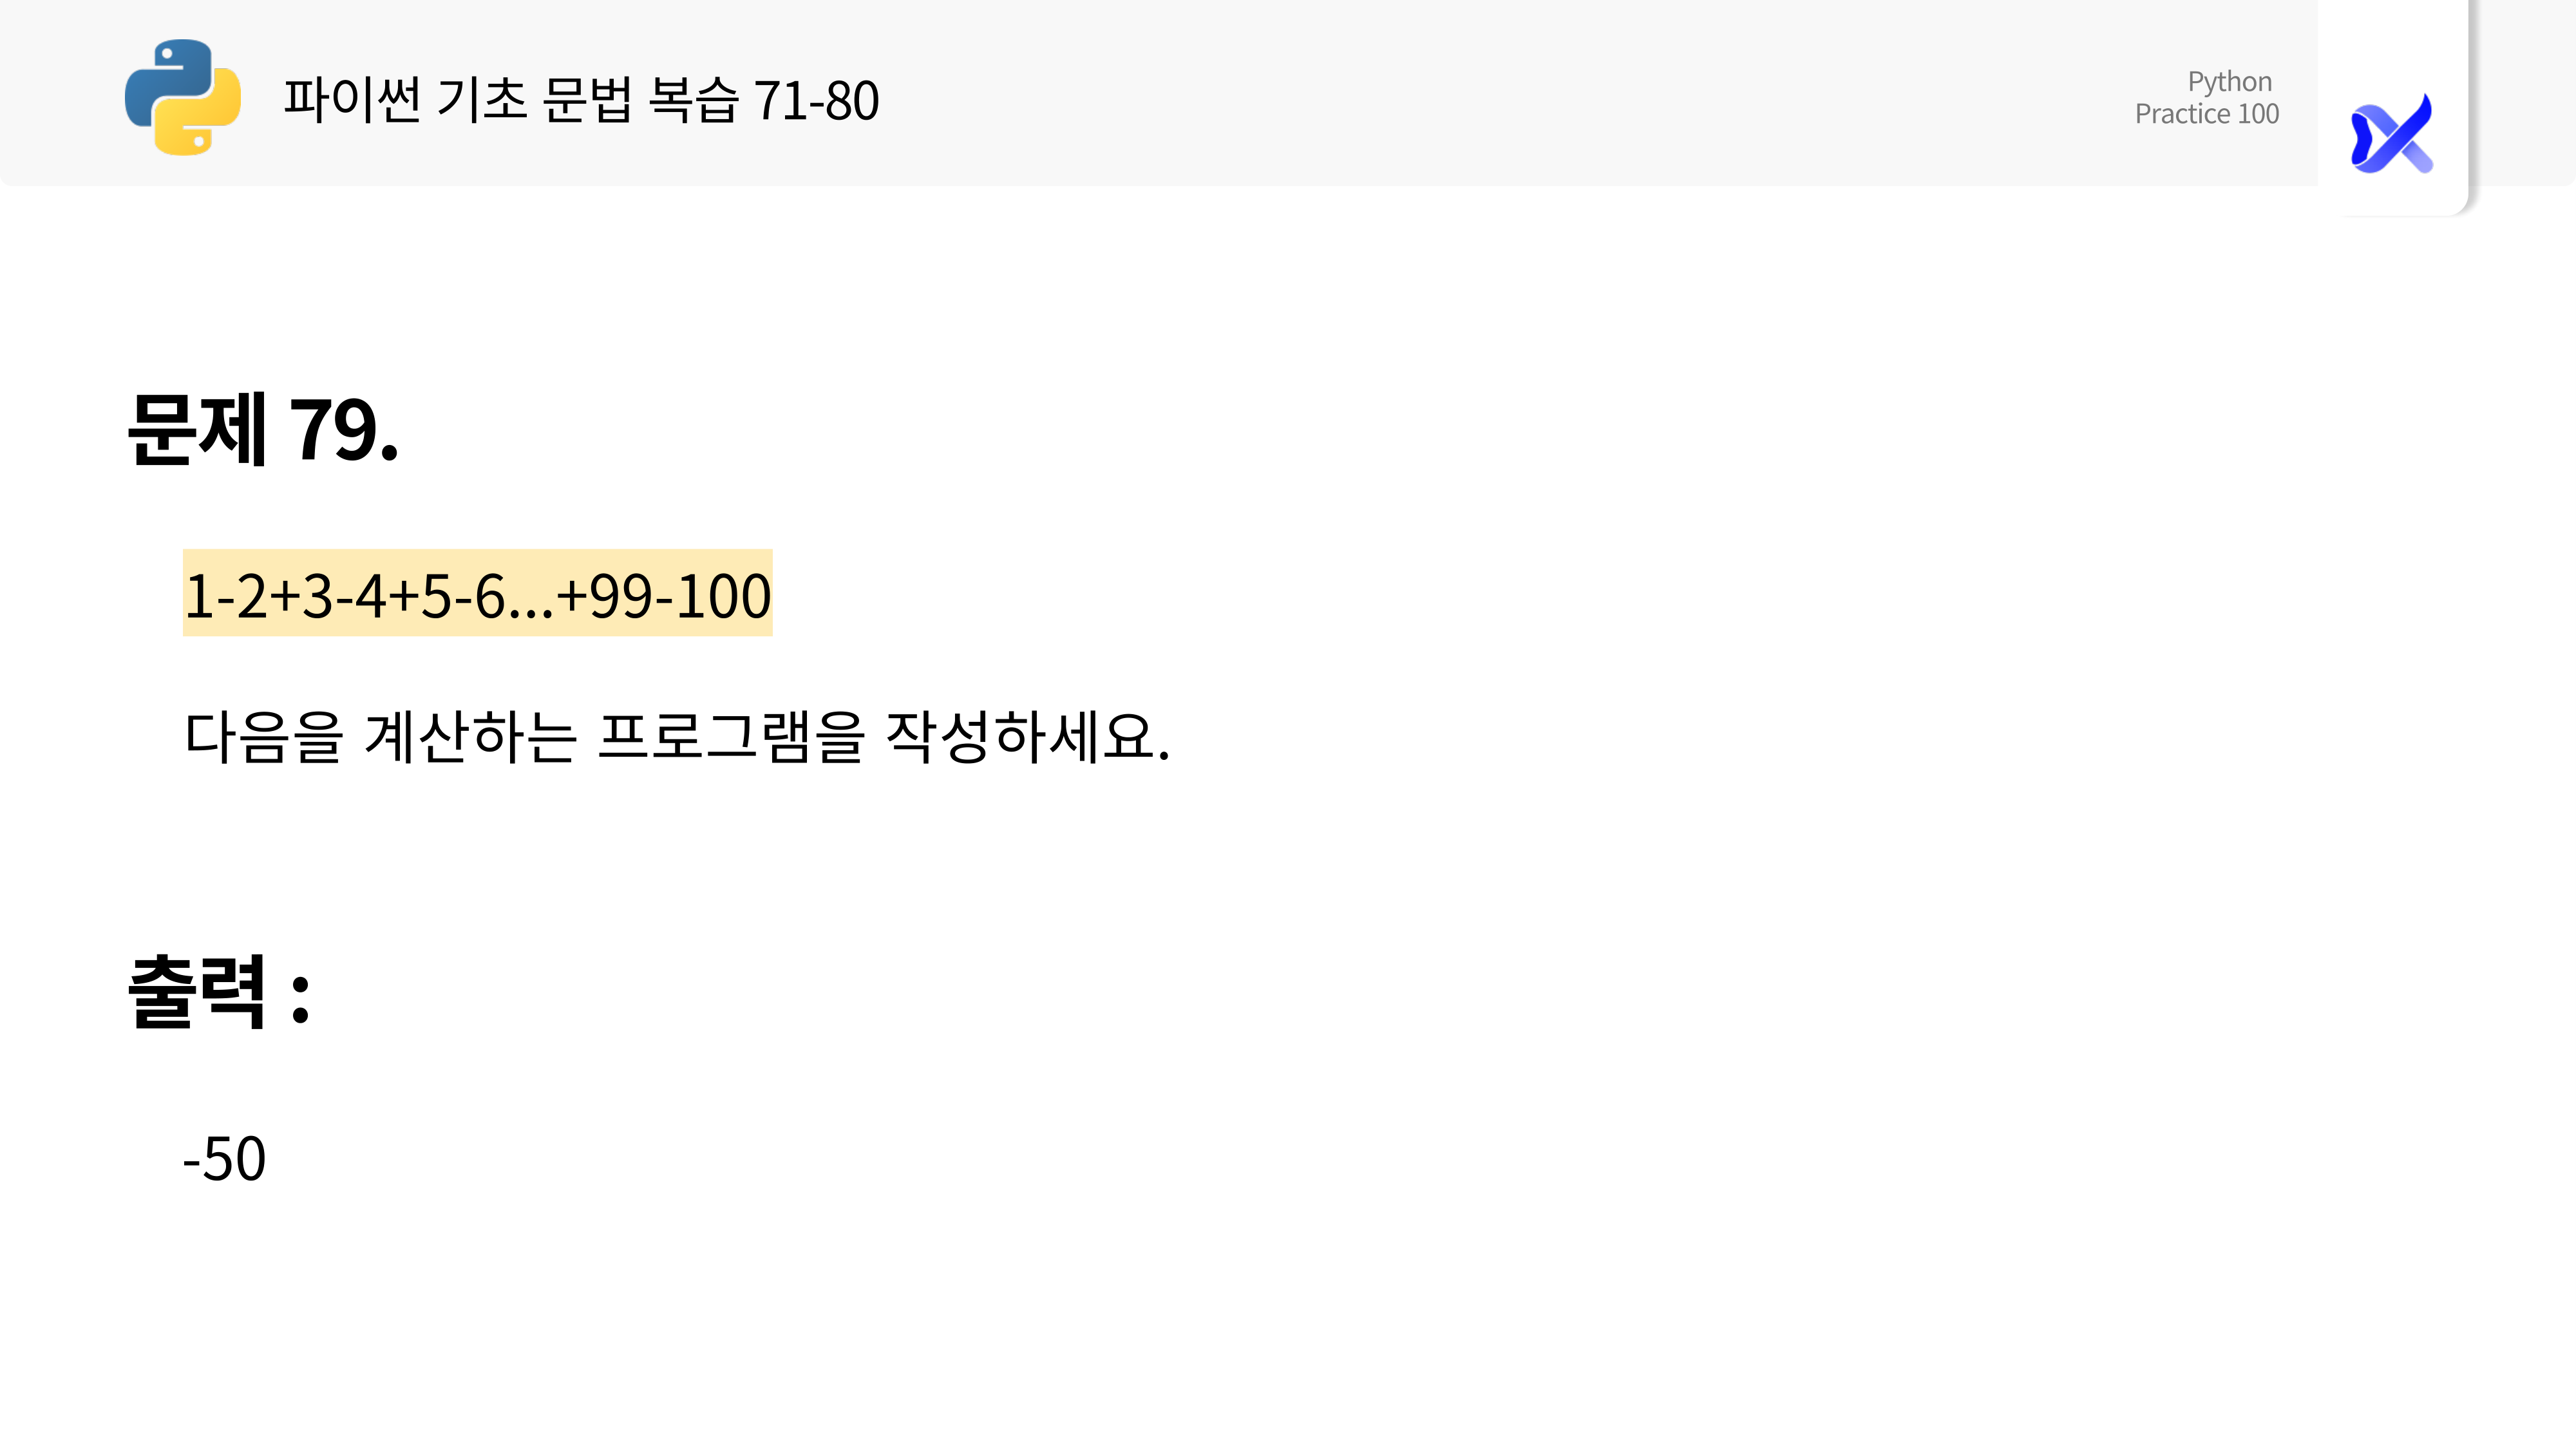 파이썬 기초 문법 복습 71-80
Python
Practice 100
문제 79.
1-2+3-4+5-6...+99-100
다음을 계산하는 프로그램을 작성하세요.
출력 :
-50